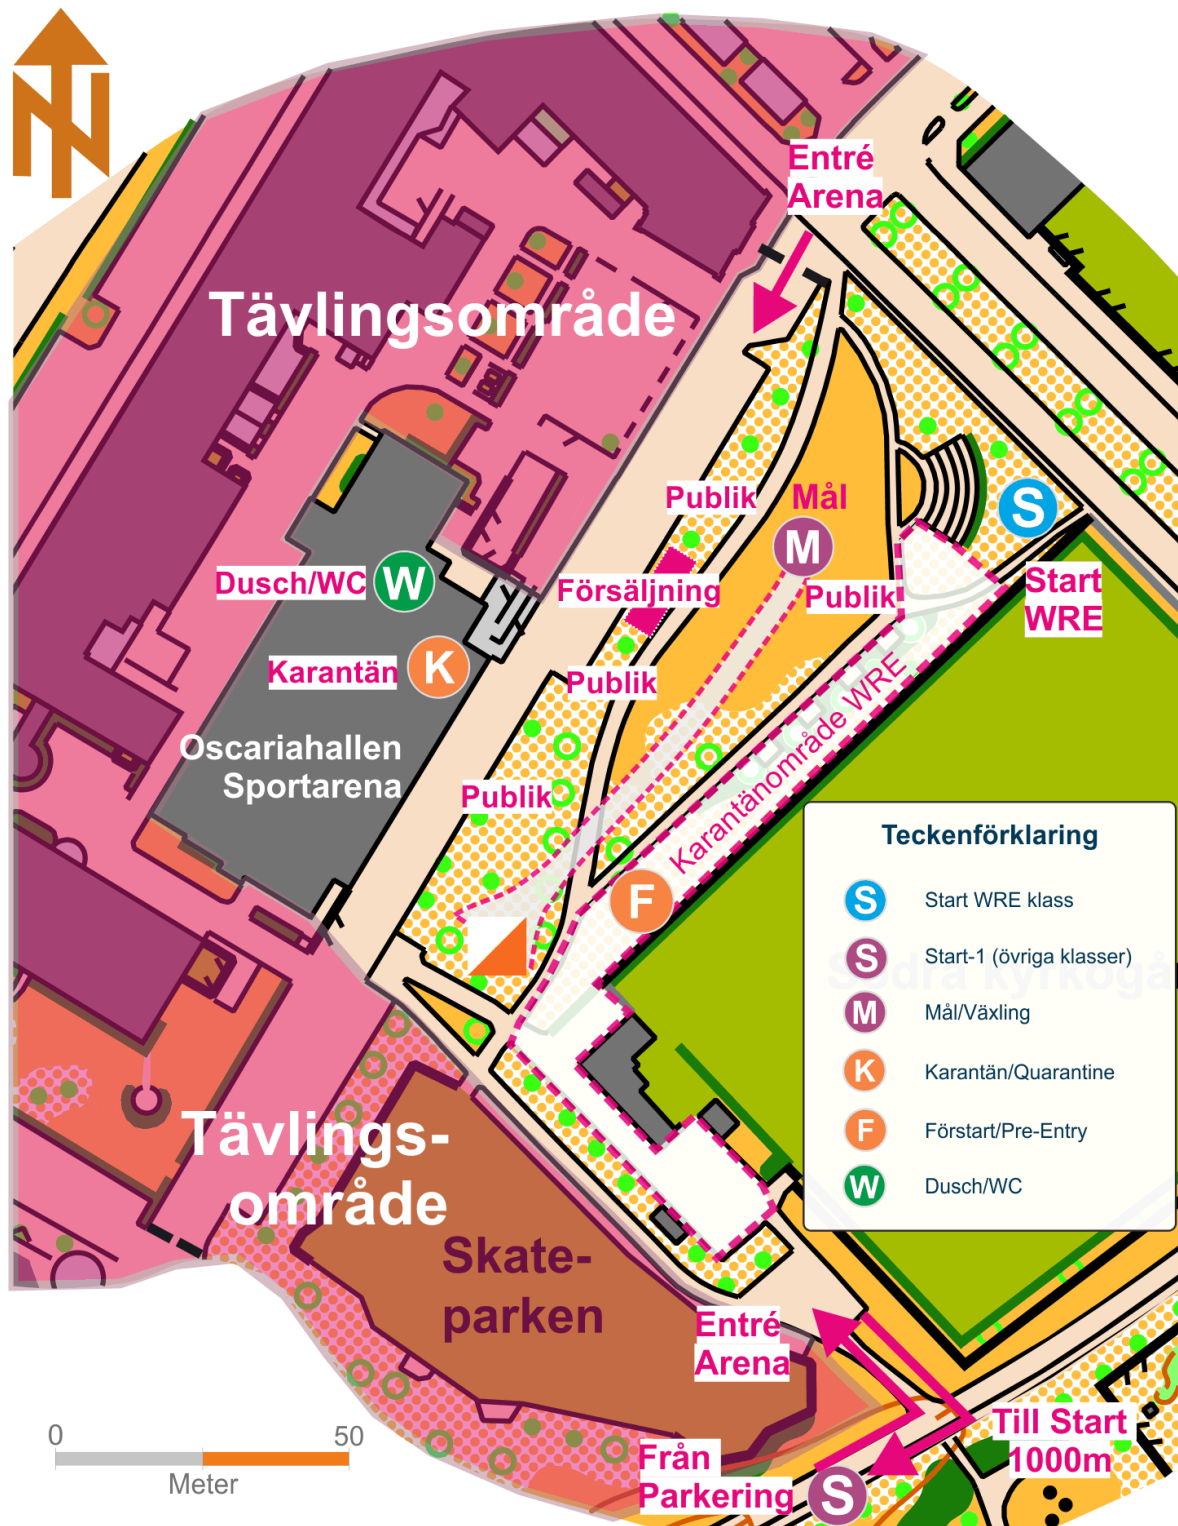 N
Entré
Arena
Tävlingsområde
Publik
Mål
M
S
Start
WRE
Dusch/WC
W
Försäljning
Publik
Karantän
K
Publik
Karantänområde WRE
Oscariahallen
Sportarena
Publik
F
Teckenförklaring
S Start WRE klass
S Start-1 (övriga klasser)
Södra kyrkogå
M Mål/Växling
K Karantän/Quarantine
F Förstart/Pre-Entry
W Dusch/WC
Tävlings-
område
Skate-
parken
Entré
Arena
Till Start
1000m
Från
Parkering
S
0 50
Meter